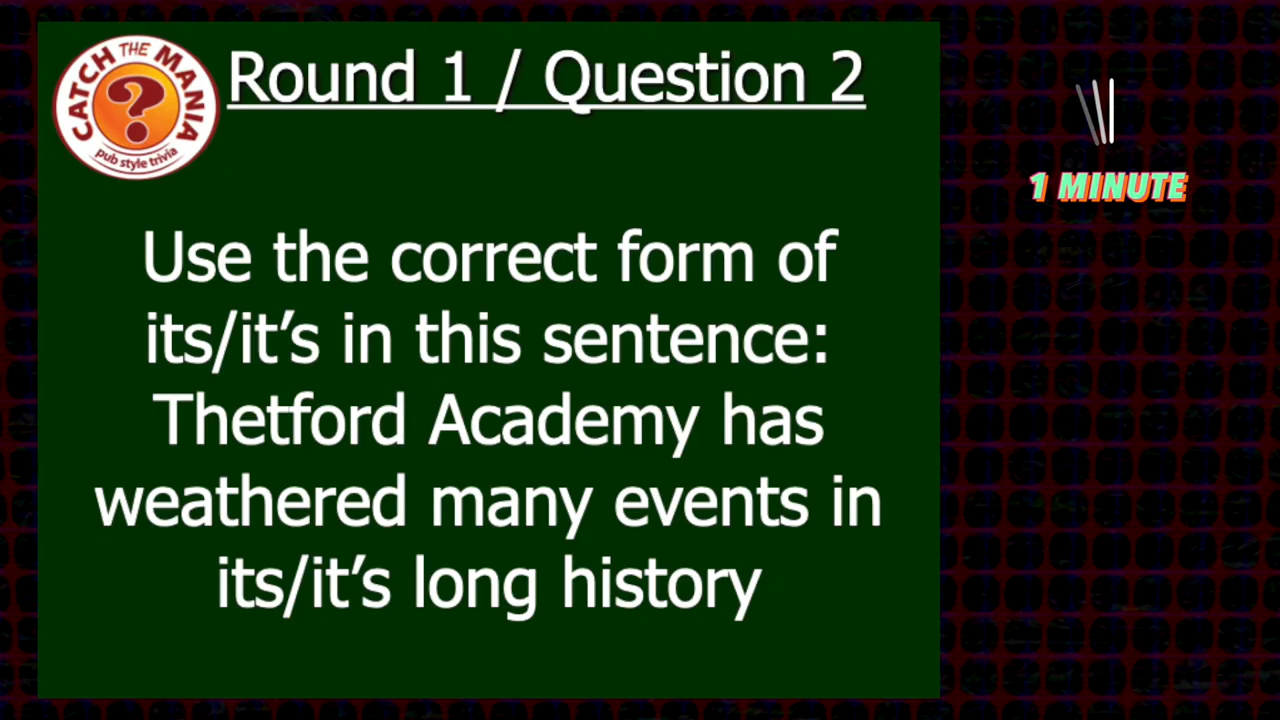 CATCH THE MANIA
?
pub style trivia
Round 1 / Question 2
1 MINUTE
Use the correct form of
its/it’s in this sentence:
Thetford Academy has
weathered many events in
its/it’s long history